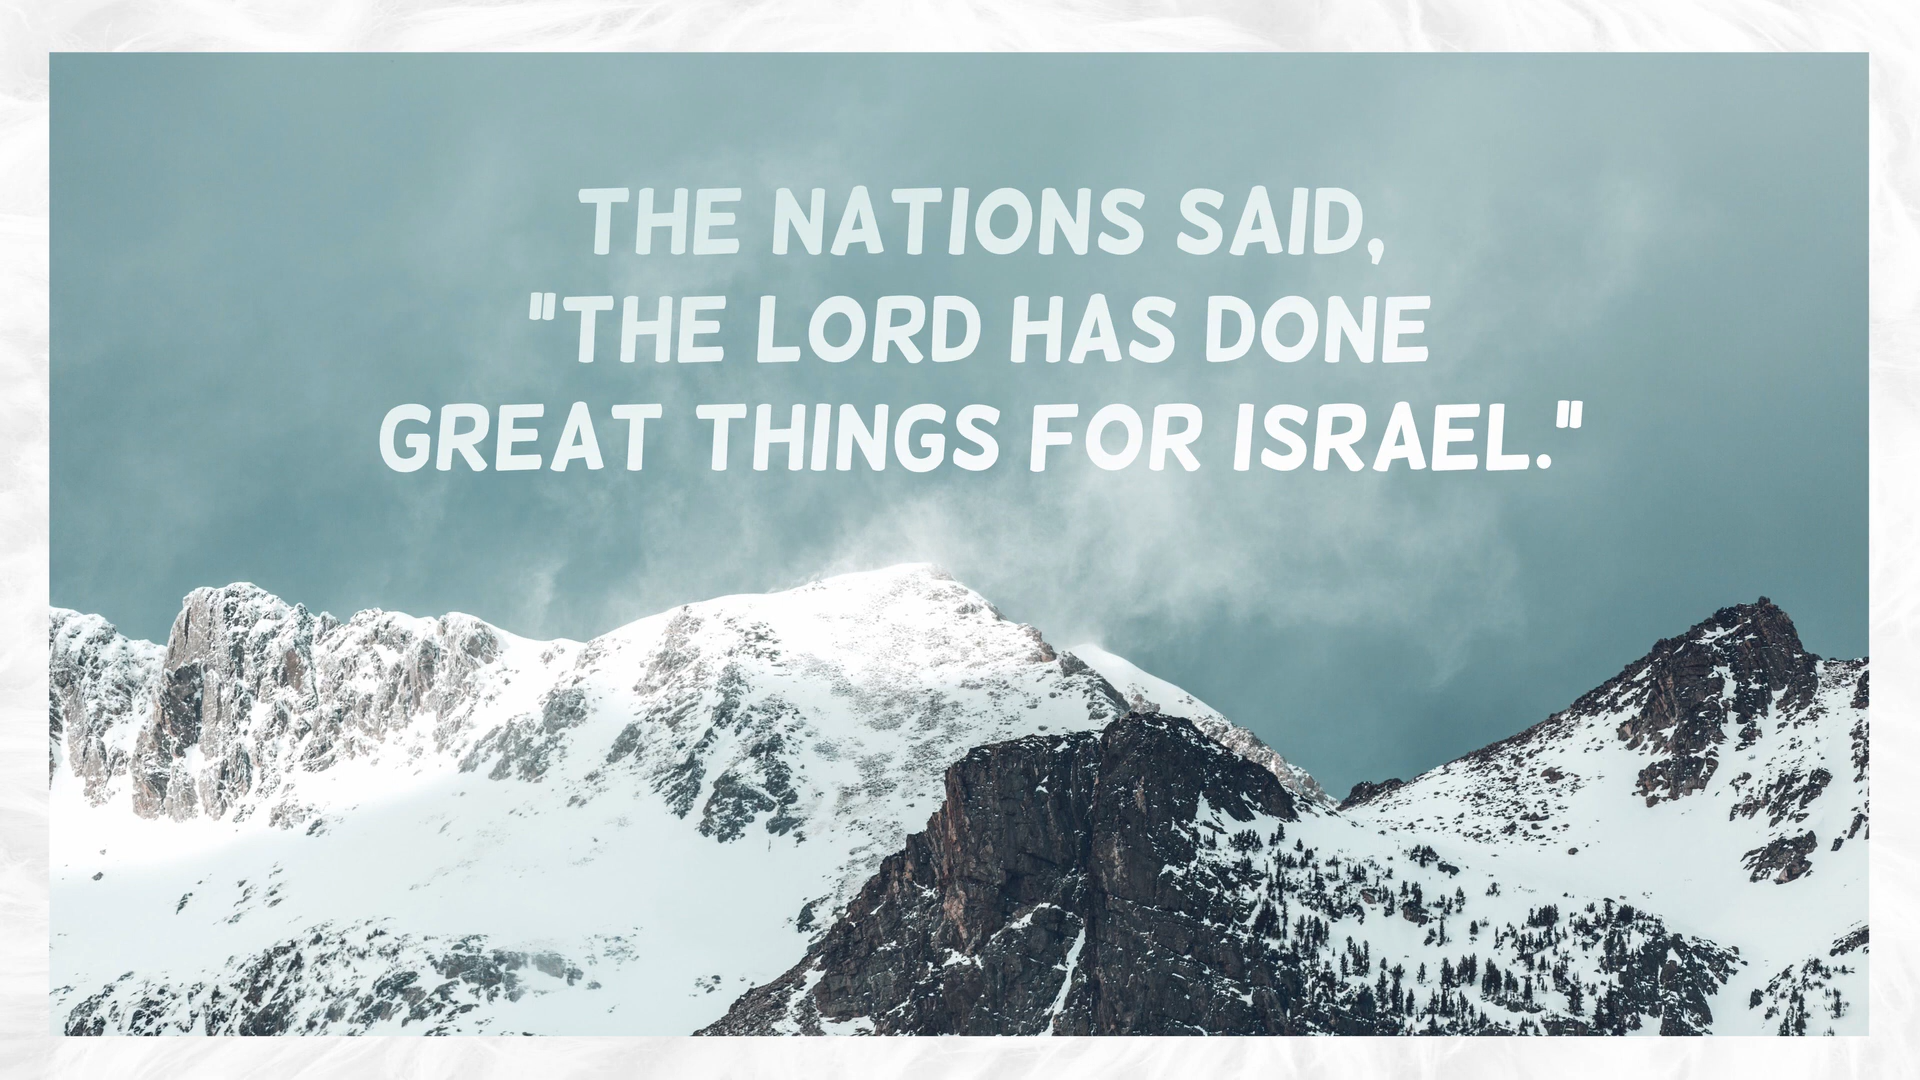 THE NATIONS SAID,
"THE LORD HAS DONE
GREAT THINGS FOR ISRAEL."